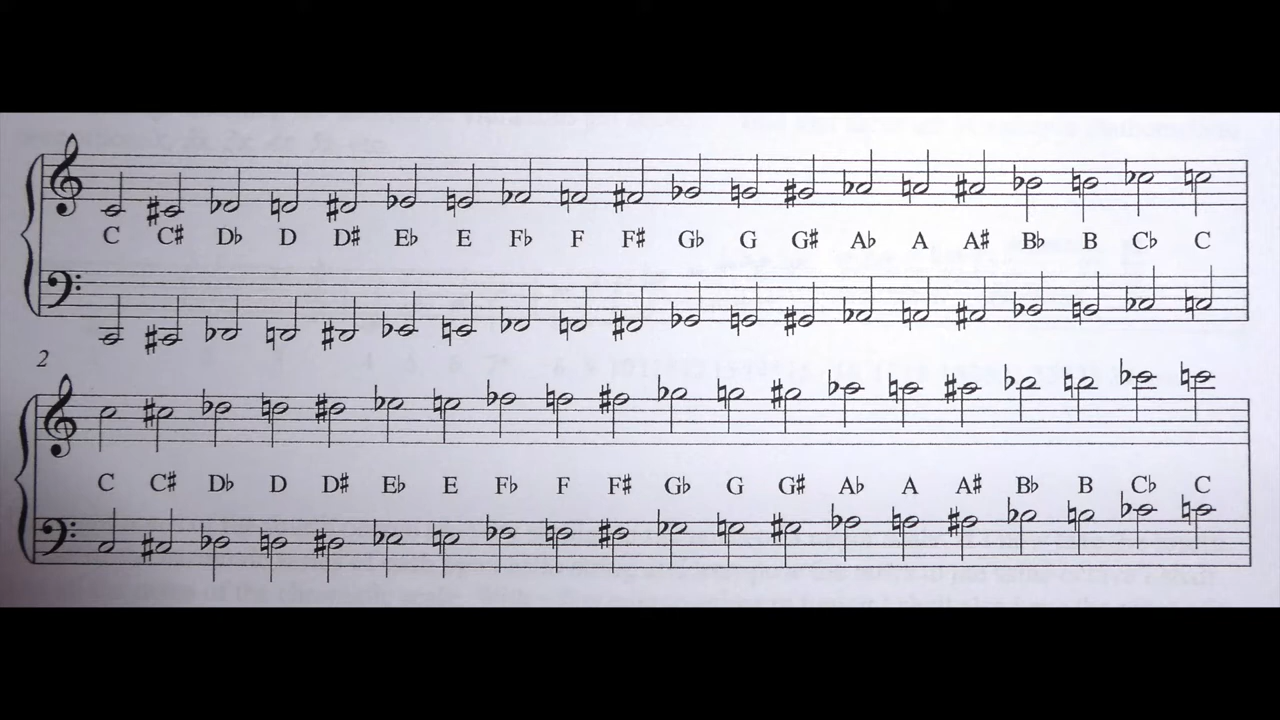 C C♯ D♭ D D♯ E♭ E F♭ F F♯ G♭ G G♯ A♭ A A♯ B♭ B C♭ C
2
C C♯ D♭ D D♯ E♭ E F♭ F F♯ G♭ G G♯ A♭ A A♯ B♭ B C♭ C